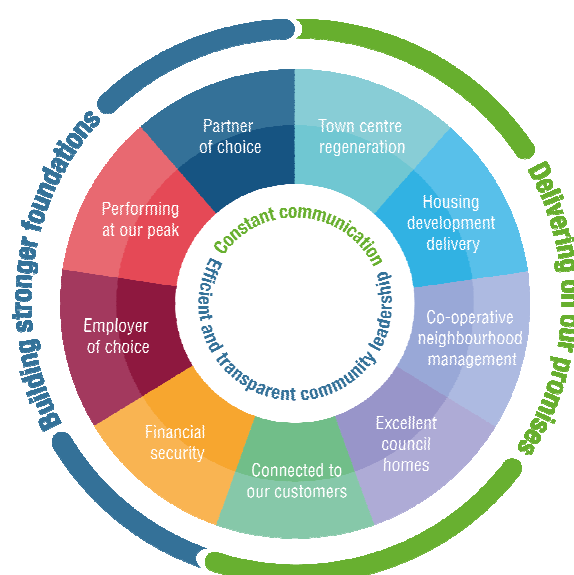 Building stronger foundations
Delivering on our promises
Partner
of choice
Town centre
regeneration
Housing
development
delivery
Co-operative
neighbourhood
management
Excellent
council
homes
Connected to
our customers
Financial
security
Employer
of choice
Performing
at our peak
Constant communication
Efficient and transparent community leadership